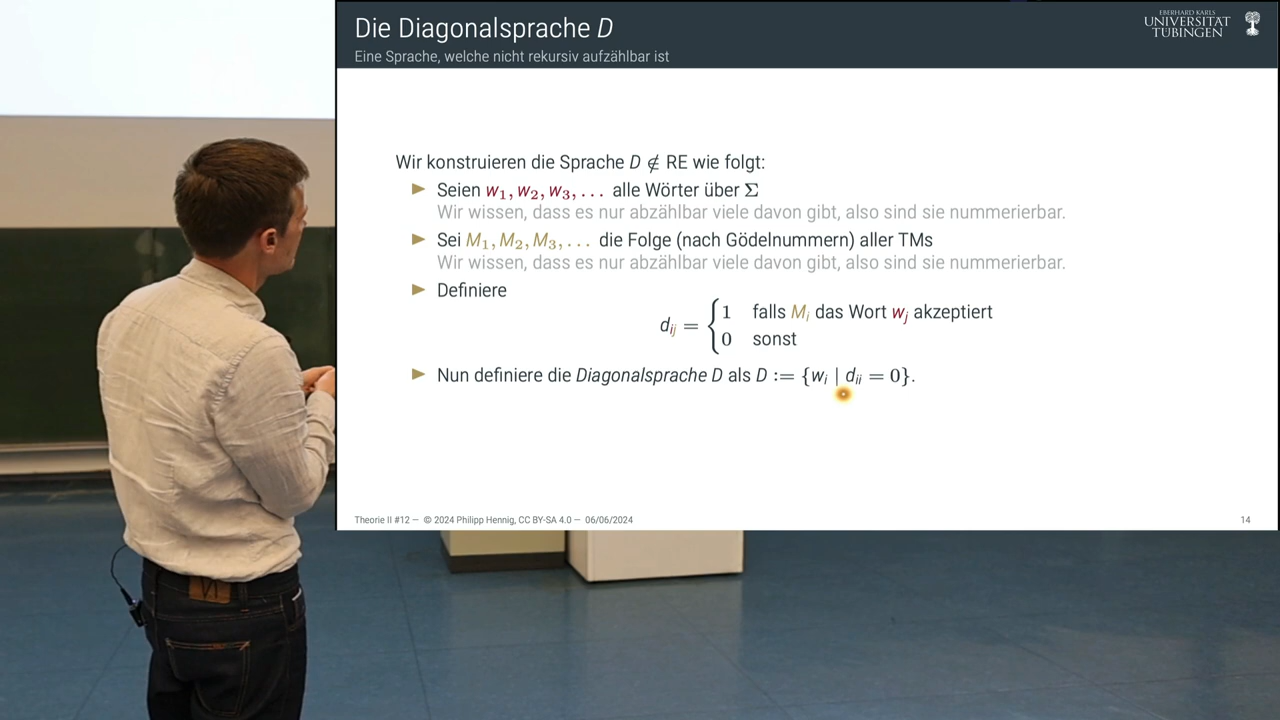 Die Diagonalsprache D
Eine Sprache, welche nicht rekursiv aufzählbar ist
EBERHARD KARLS
UNIVERSITÄT
TÜBINGEN
Wir konstruieren die Sprache D ∉ RE wie folgt:
▶ Seien w₁, w₂, w₃, . . . alle Wörter über Σ
Wir wissen, dass es nur abzählbar viele davon gibt, also sind sie nummerierbar.
▶ Sei M₁, M₂, M₃, . . . die Folge (nach Gödelnummern) aller TMs
Wir wissen, dass es nur abzählbar viele davon gibt, also sind sie nummerierbar.
▶ Definiere
dᵢⱼ = { 1 falls Mᵢ das Wort wⱼ akzeptiert
0 sonst
▶ Nun definiere die Diagonalsprache D als D := {wᵢ | dᵢᵢ = 0}.
Theorie II #12 — © 2024 Philipp Hennig, CC BY-SA 4.0 — 06/06/2024
14